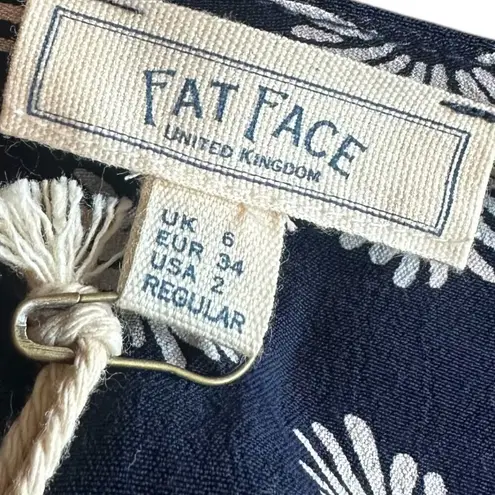 FAT FACE
UNITED KINGDOM
UK 6
EUR 34
USA 2
REGULAR